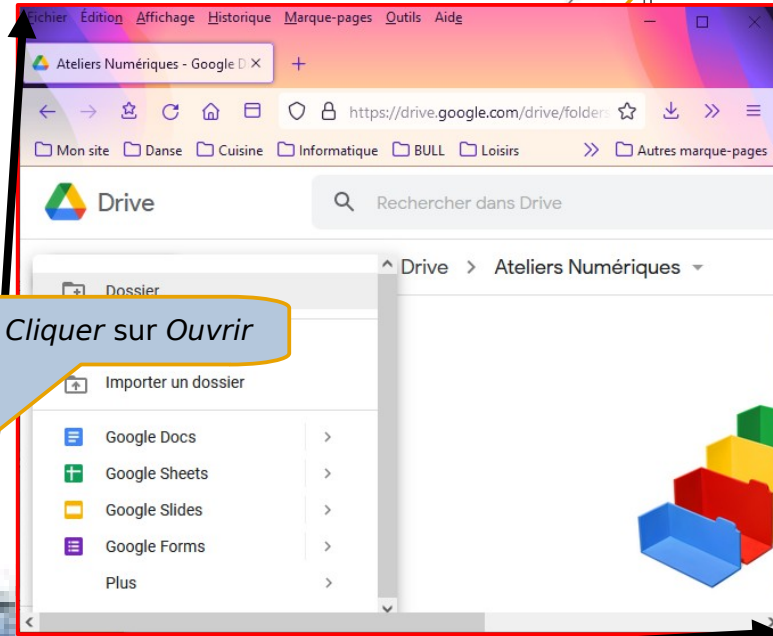 Fichier Edition Affichage Historique Marque-pages Outils Aide
Ateliers Numériques - Google D
https://drive.google.com/drive/folders
Mon site Danse Cuisine Informatique BULL Loisirs Autres marque-pages
Drive Rechercher dans Drive
Drive > Ateliers Numériques
Dossier
Cliquer sur Ouvrir
Importer un dossier
Google Docs
Google Sheets
Google Slides
Google Forms
Plus